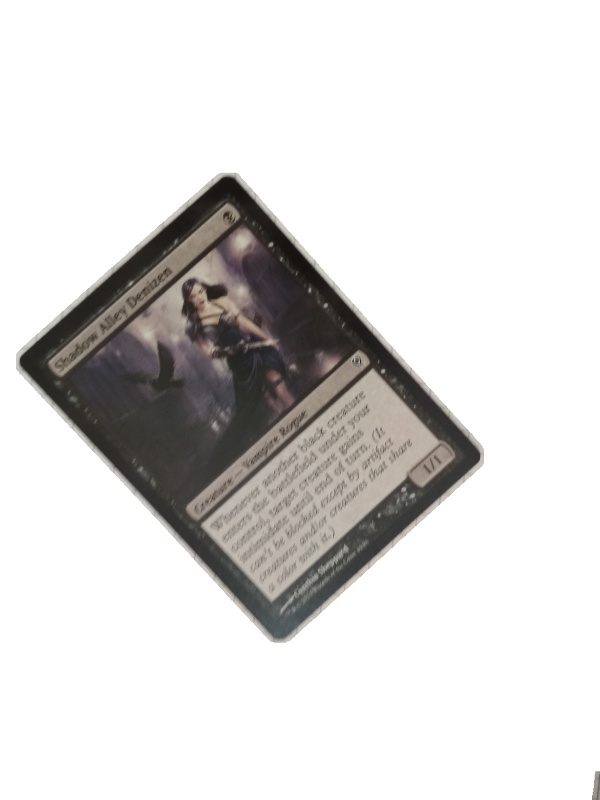 Shadow Alley Denizen
Creature — Vampire Rogue
Whenever another black creature
enters the battlefield under your
control, target creature gains
intimidate until end of turn. (It
can't be blocked except by artifact
creatures and/or creatures that share
a color with it.)
1/1
Cynthia Sheppard